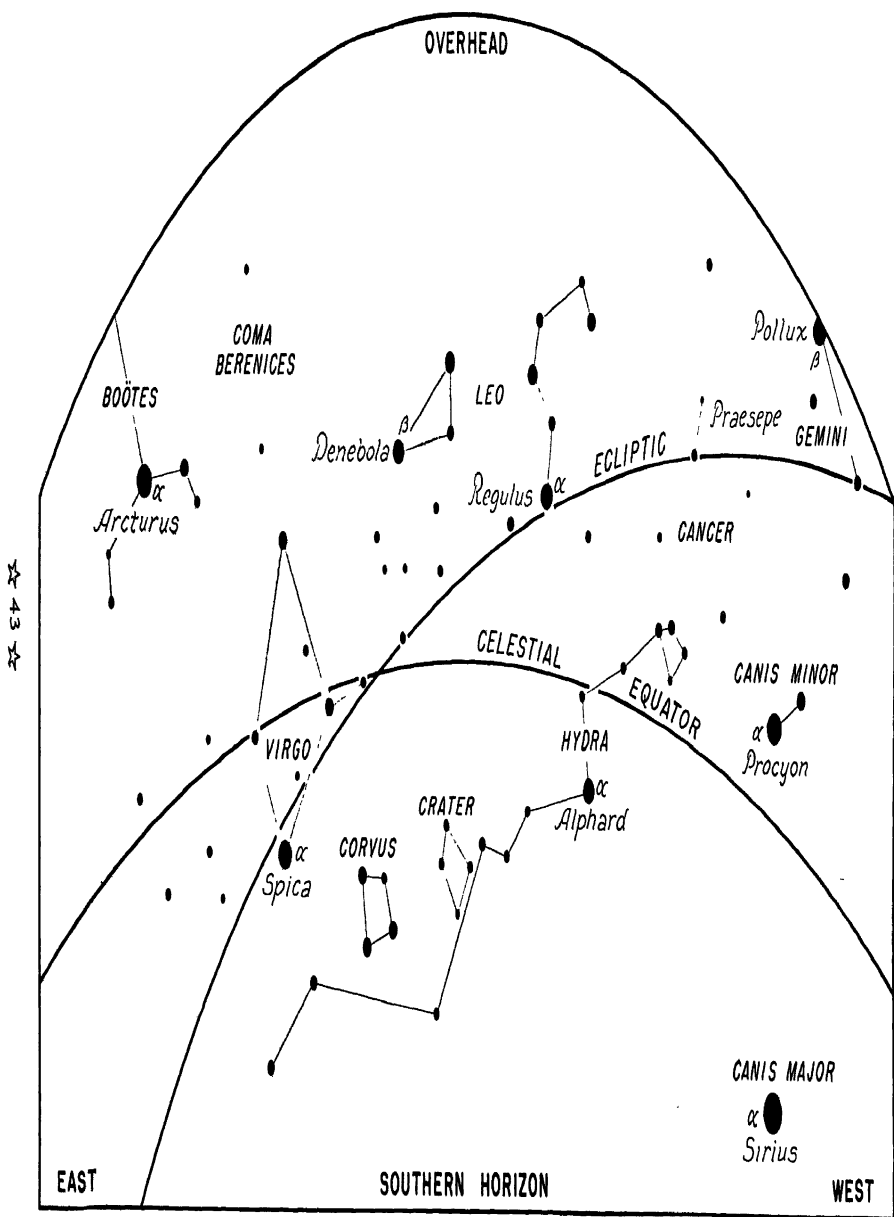 OVERHEAD
COMA
BERENICES
BOÖTES
α
Arcturus
β
Denebola
LEO
Regulus α
ECLIPTIC
Praesepe
Pollux
β
GEMINI
CANCER
CELESTIAL
EQUATOR
CANIS MINOR
α
Procyon
HYDRA
α
Alphard
VIRGO
α
Spica
CRATER
CORVUS
CANIS MAJOR
α
Sirius
EAST
SOUTHERN HORIZON
WEST
☆ 43 ☆